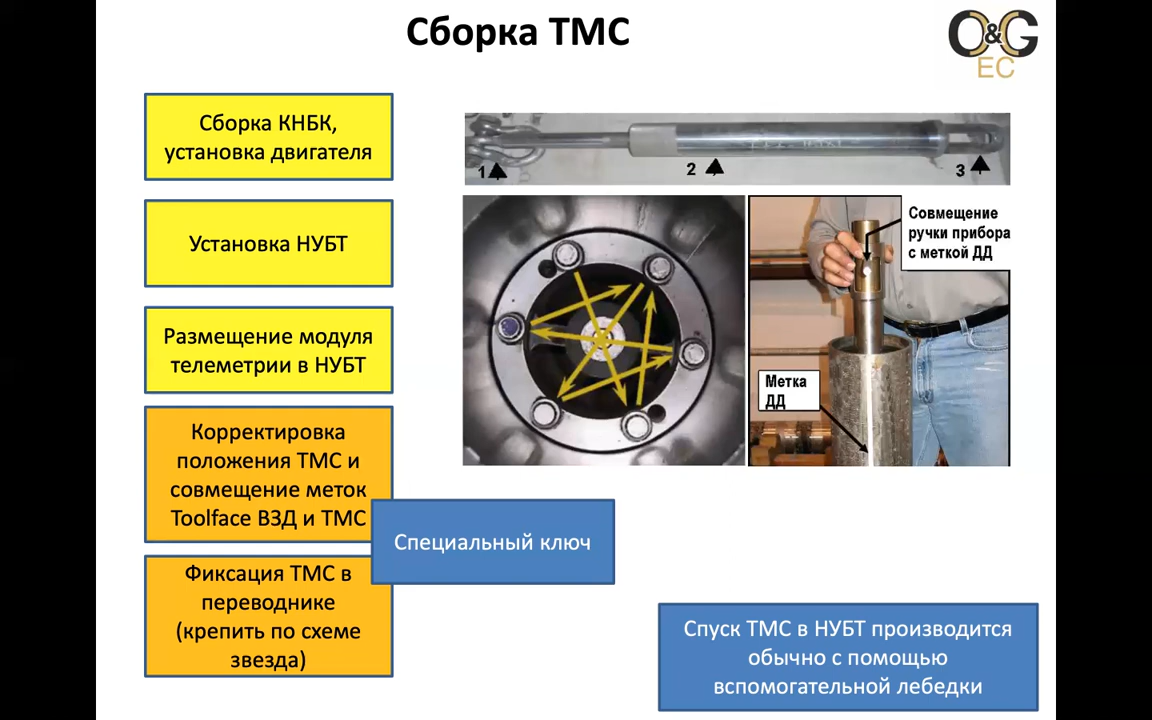 Сборка ТМС
O&G
EC
Сборка КНБК,
установка двигателя
Установка НУБТ
Размещение модуля
телеметрии в НУБТ
Корректировка
положения ТМС и
совмещение меток
Toolface ВЗД и ТМС
Специальный ключ
Фиксация ТМС в
переводнике
(крепить по схеме
звезда)
1
2
3
Совмещение
ручки прибора
с меткой ДД
Метка
ДД
Спуск ТМС в НУБТ производится
обычно с помощью
вспомогательной лебедки